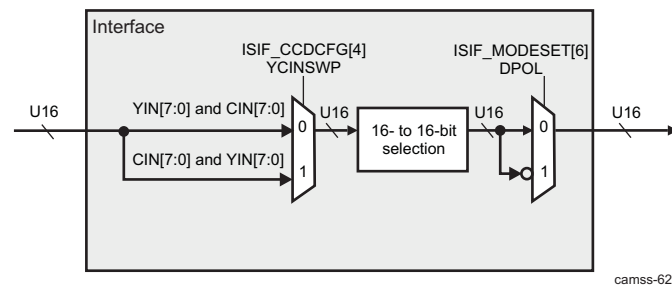 Interface
ISIF_CCDCFG[4]
YCINSWP
ISIF_MODESET[6]
DPOL
U16
YIN[7:0] and CIN[7:0]
0
U16
16- to 16-bit
selection
U16
0
U16
CIN[7:0] and YIN[7:0]
1
1
camss-62